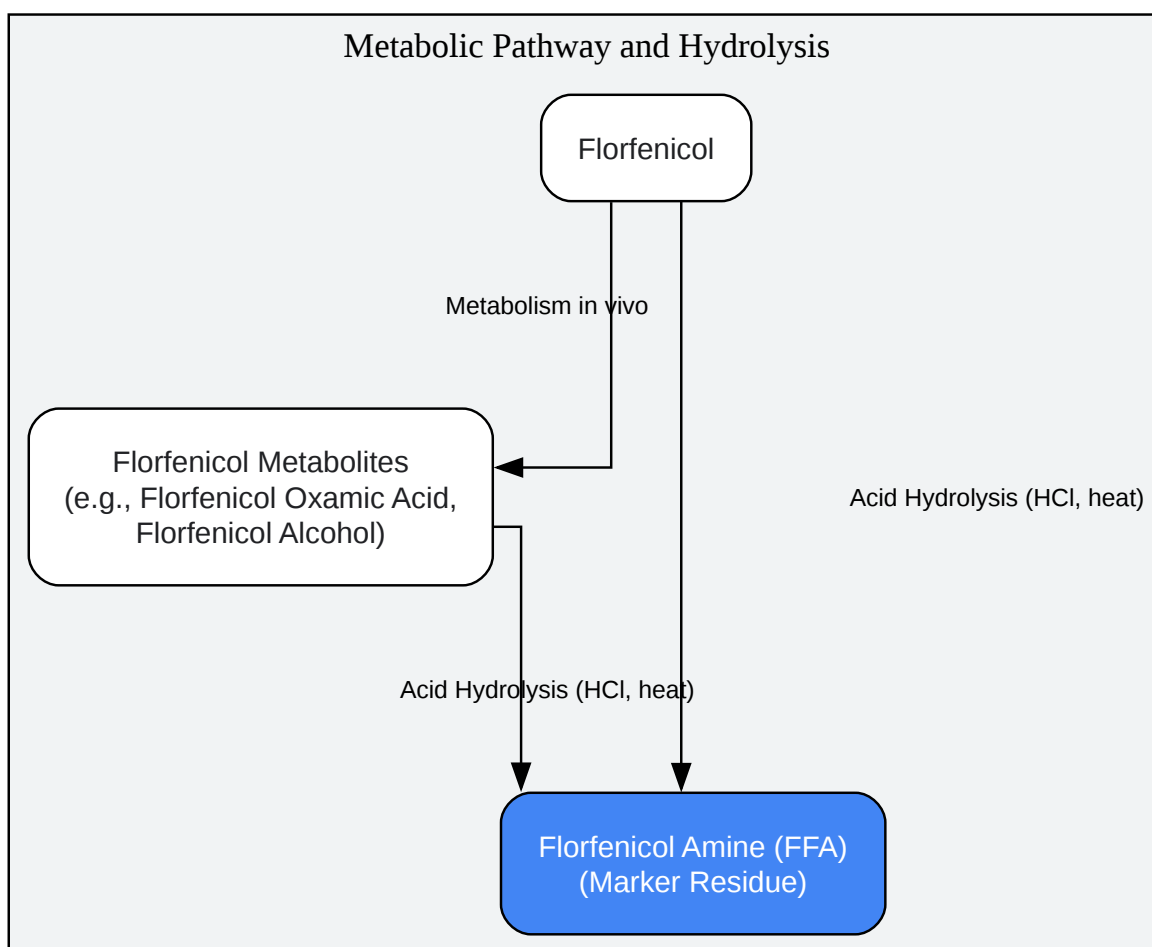 Metabolic Pathway and Hydrolysis
Florfenicol
Metabolism in vivo
Florfenicol Metabolites
(e.g., Florfenicol Oxamic Acid,
Florfenicol Alcohol)
Acid Hydrolysis (HCl, heat)
Acid Hydrolysis (HCl, heat)
Florfenicol Amine (FFA)
(Marker Residue)